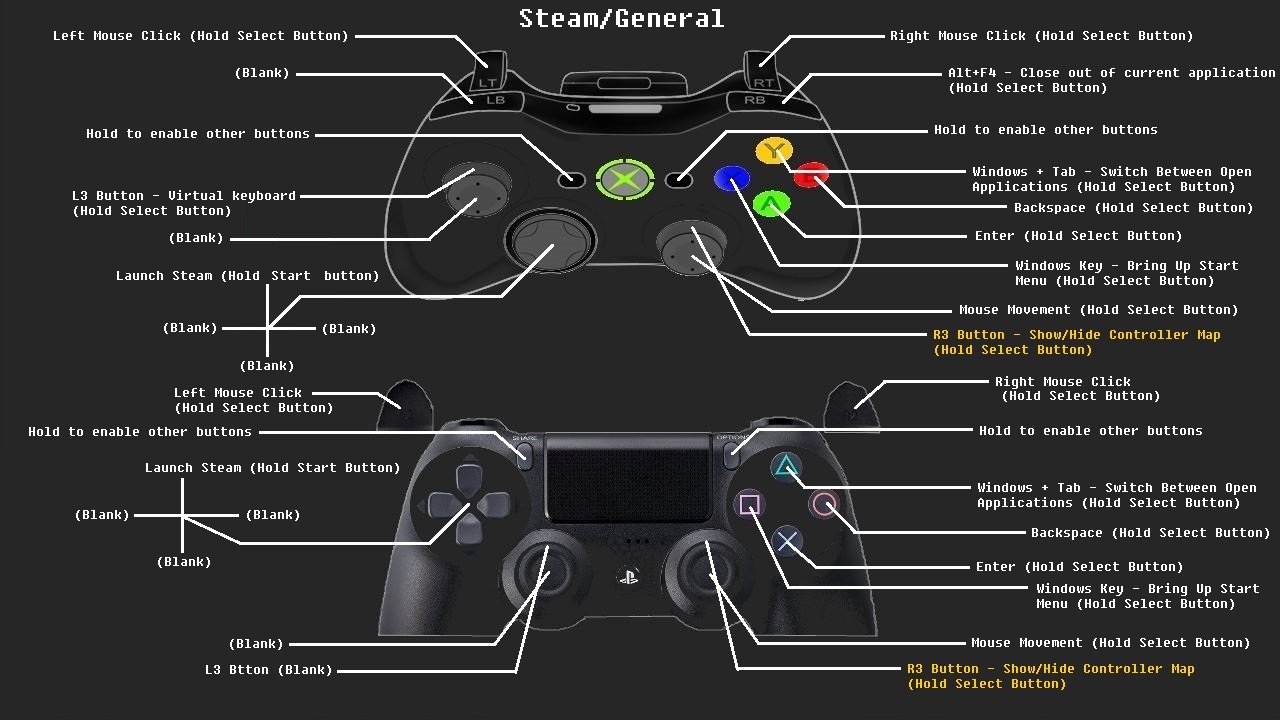 Steam/General
Left Mouse Click (Hold Select Button)
Right Mouse Click (Hold Select Button)
(Blank)
Alt+F4 - Close out of current application
(Hold Select Button)
LT
RT
LB
RB
Hold to enable other buttons
Hold to enable other buttons
Y
A
L3 Button - Virtual keyboard
(Hold Select Button)
Windows + Tab - Switch Between Open
Applications (Hold Select Button)
Backspace (Hold Select Button)
(Blank)
Enter (Hold Select Button)
Launch Steam (Hold Start button)
Windows Key - Bring Up Start
Menu (Hold Select Button)
(Blank)
(Blank)
(Blank)
Mouse Movement (Hold Select Button)
R3 Button - Show/Hide Controller Map
(Hold Select Button)
Left Mouse Click
(Hold Select Button)
Right Mouse Click
(Hold Select Button)
Hold to enable other buttons
SHARE
OPTIONS
Hold to enable other buttons
Launch Steam (Hold Start Button)
(Blank)
(Blank)
(Blank)
Windows + Tab - Switch Between Open
Applications (Hold Select Button)
Backspace (Hold Select Button)
Enter (Hold Select Button)
Windows Key - Bring Up Start
Menu (Hold Select Button)
(Blank)
Mouse Movement (Hold Select Button)
L3 Btton (Blank)
R3 Button - Show/Hide Controller Map
(Hold Select Button)